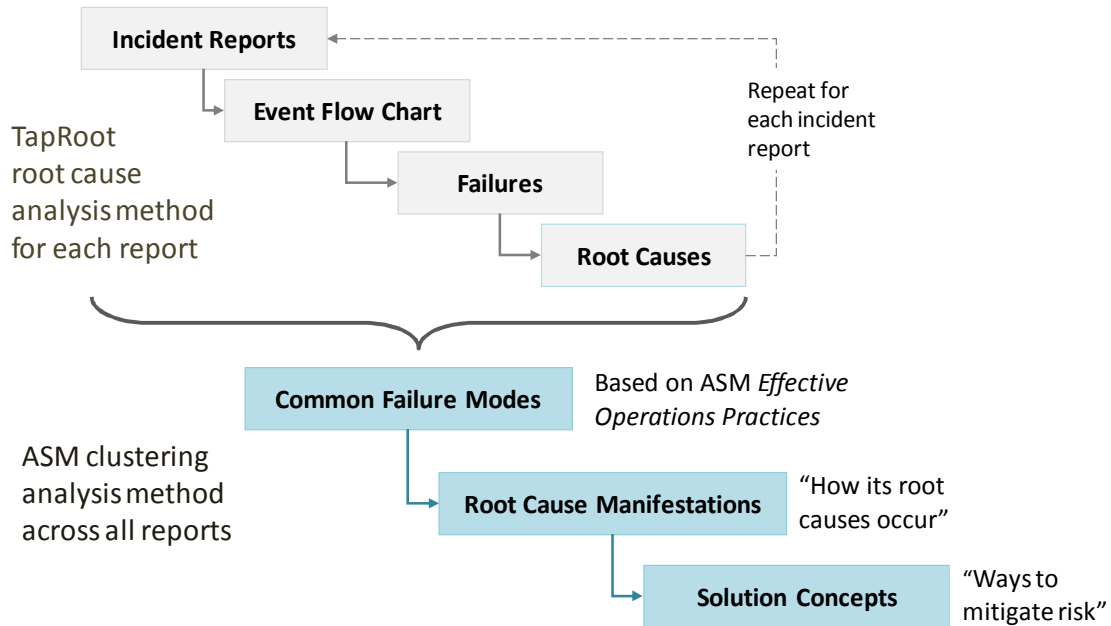 Incident Reports
Event Flow Chart
Failures
Root Causes
Repeat for
each incident
report
TapRoot
root cause
analysis method
for each report
Common Failure Modes
Based on ASM Effective
Operations Practices
ASM clustering
analysis method
across all reports
Root Cause Manifestations
“How its root
causes occur”
Solution Concepts
“Ways to
mitigate risk”